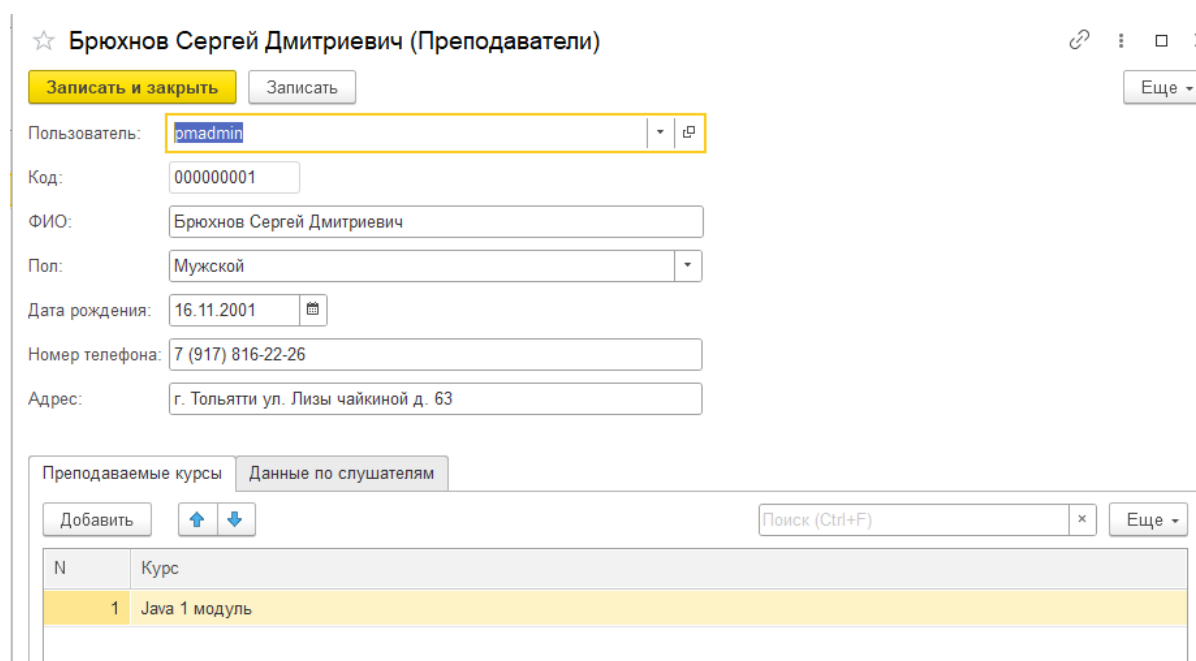 Брюхнов Сергей Дмитриевич (Преподаватели)
Записать и закрыть Записать Еще
Пользователь: pmadmin
Код: 000000001
ФИО: Брюхнов Сергей Дмитриевич
Пол: Мужской
Дата рождения: 16.11.2001
Номер телефона: 7 (917) 816-22-26
Адрес: г. Тольятти ул. Лизы чайкиной д. 63
Преподаваемые курсы Данные по слушателям
Добавить Поиск (Ctrl+F) × Еще
N Курс
1 Java 1 модуль